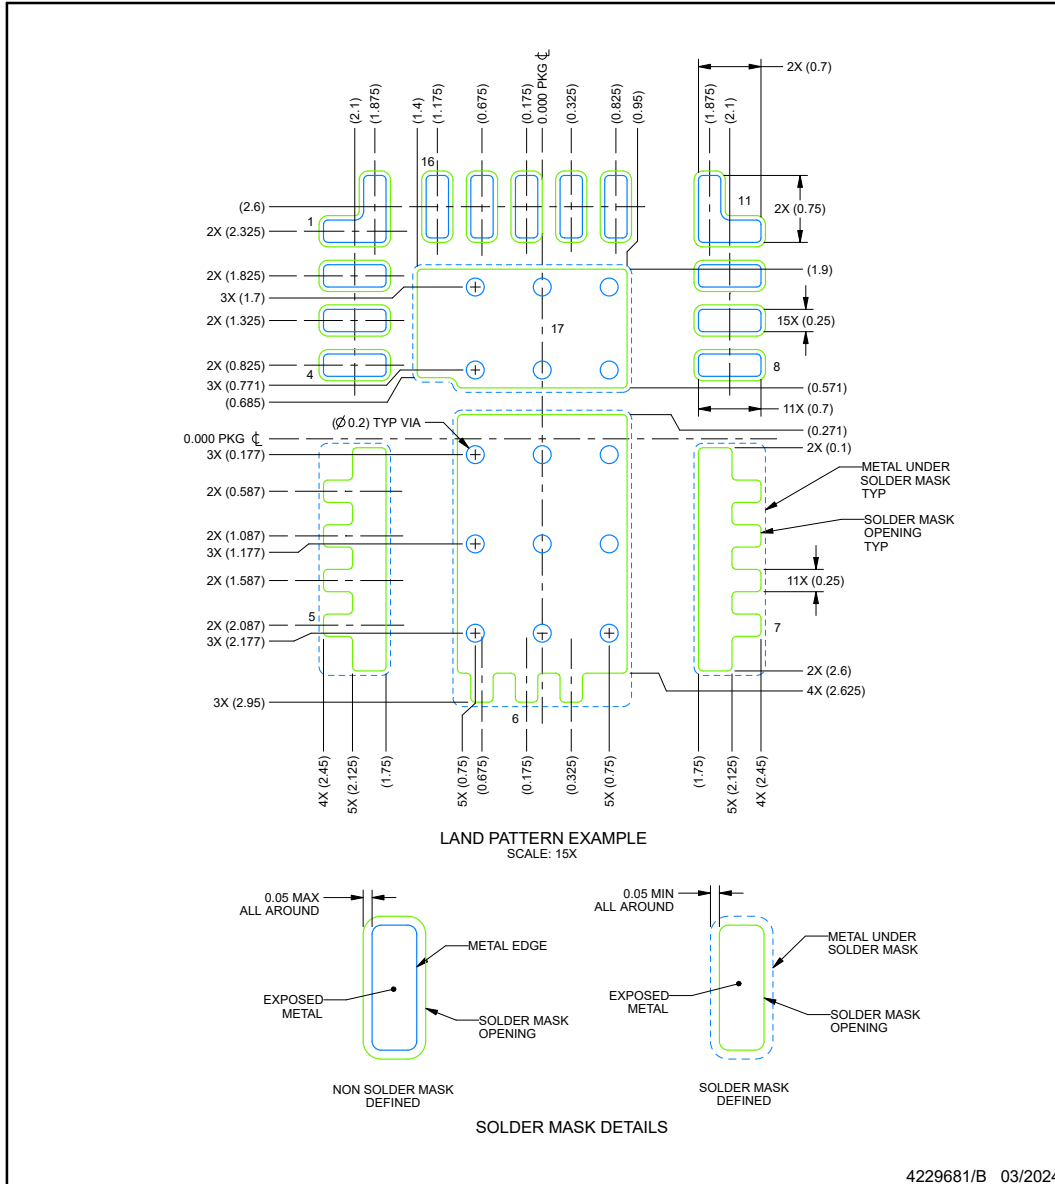 (2.1)
(1.875)
(1.4)
(1.175)
(0.675)
(0.175)
0.000 PKG ℄
(0.325)
(0.825)
(0.95)
(1.875)
(2.1)
2X (0.7)
16
1
11
(2.6)
2X (0.75)
2X (2.325)
2X (1.825)
(1.9)
3X (1.7)
2X (1.325)
15X (0.25)
17
2X (0.825)
4
8
3X (0.771)
(0.571)
(0.685)
11X (0.7)
(Ø 0.2) TYP VIA
(0.271)
0.000 PKG ℄
2X (0.1)
3X (0.177)
METAL UNDER
SOLDER MASK
TYP
2X (0.587)
SOLDER MASK
OPENING
TYP
2X (1.087)
3X (1.177)
2X (1.587)
11X (0.25)
5
7
2X (2.087)
3X (2.177)
2X (2.6)
4X (2.625)
3X (2.95)
6
4X (2.45)
5X (2.125)
(1.75)
5X (0.75)
(0.675)
(0.175)
(0.325)
5X (0.75)
(1.75)
5X (2.125)
4X (2.45)
LAND PATTERN EXAMPLE
SCALE: 15X
0.05 MAX
ALL AROUND
METAL EDGE
EXPOSED
METAL
SOLDER MASK
OPENING
NON SOLDER MASK
DEFINED
0.05 MIN
ALL AROUND
METAL UNDER
SOLDER MASK
EXPOSED
METAL
SOLDER MASK
OPENING
SOLDER MASK
DEFINED
SOLDER MASK DETAILS
4229681/B 03/2024